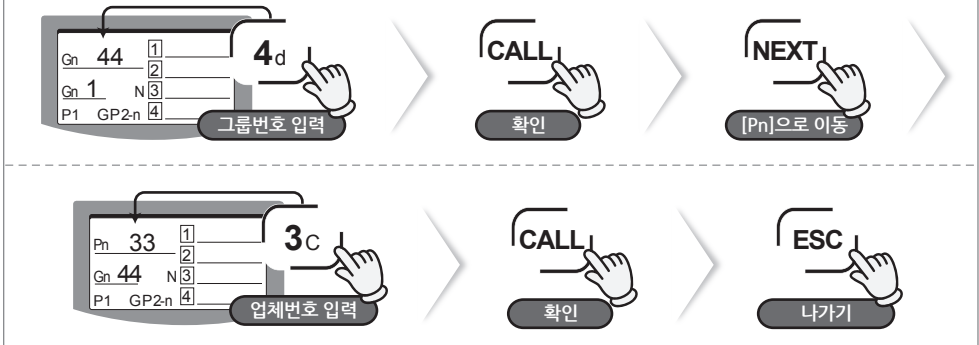 Gn 44 1
2
Gn 1 N 3
P1 GP2-n 4
4d
그룹번호 입력
CALL
확인
NEXT
[Pn]으로 이동
Pn 33 1
2
Gn 44 N 3
P1 GP2-n 4
3C
업체번호 입력
CALL
확인
ESC
나가기